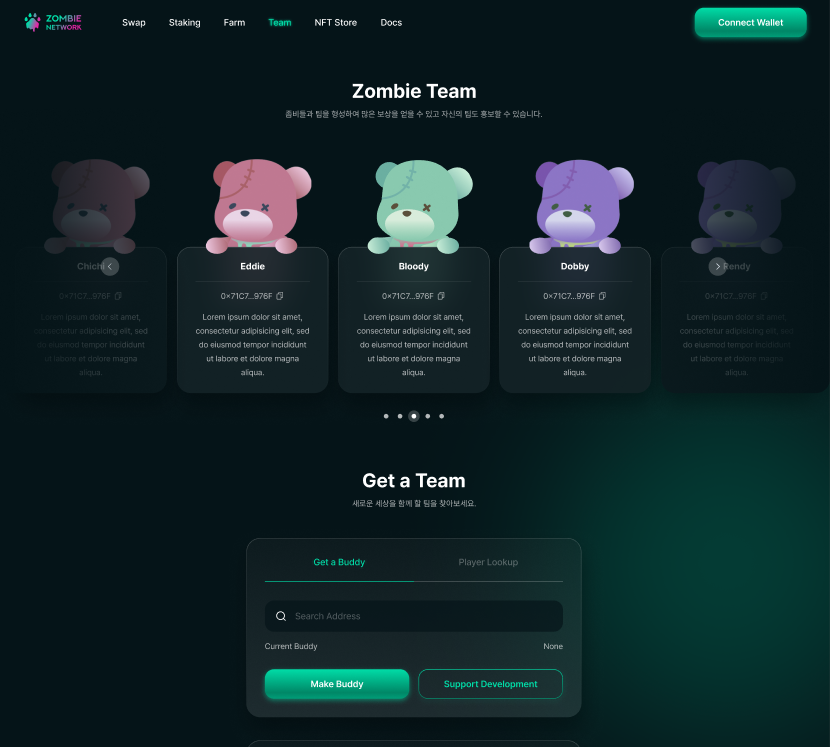 ZOMBIE
NETWORK
Swap
Staking
Farm
Team
NFT Store
Docs
Connect Wallet
Zombie Team
좀비들과 팀을 형성하여 많은 보상을 얻을 수 있고 자신의 팀도 홍보할 수 있습니다.
Chichi
0×71C7...976F
Lorem ipsum dolor sit amet,
consectetur adipisicing elit, sed
do eiusmod tempor incididunt
ut labore et dolore magna
aliqua.
Eddie
0×71C7...976F
Lorem ipsum dolor sit amet,
consectetur adipisicing elit, sed
do eiusmod tempor incididunt
ut labore et dolore magna
aliqua.
Bloody
0×71C7...976F
Lorem ipsum dolor sit amet,
consectetur adipisicing elit, sed
do eiusmod tempor incididunt
ut labore et dolore magna
aliqua.
Dobby
0×71C7...976F
Lorem ipsum dolor sit amet,
consectetur adipisicing elit, sed
do eiusmod tempor incididunt
ut labore et dolore magna
aliqua.
Rendy
0×71C7...976F
Lorem ipsum dolor sit amet,
consectetur adipisicing elit, sed
do eiusmod tempor incididunt
ut labore et dolore magna
aliqua.
Get a Team
새로운 세상을 함께 할 팀을 찾아보세요.
Get a Buddy
Player Lookup
Search Address
Current Buddy
None
Make Buddy
Support Development